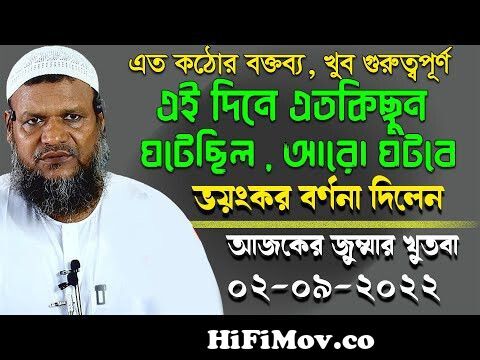 এত কঠোর বক্তব্য, খুব গুরুত্বপূর্ণ
এই দিনে এতকিছুন
ঘটেছিল, আরো ঘটবে
ভয়ংকর বর্ণনা দিলেন
আজকের জুম্মার খুতবা
০২-০৯-২০২২
HiFiMov.co